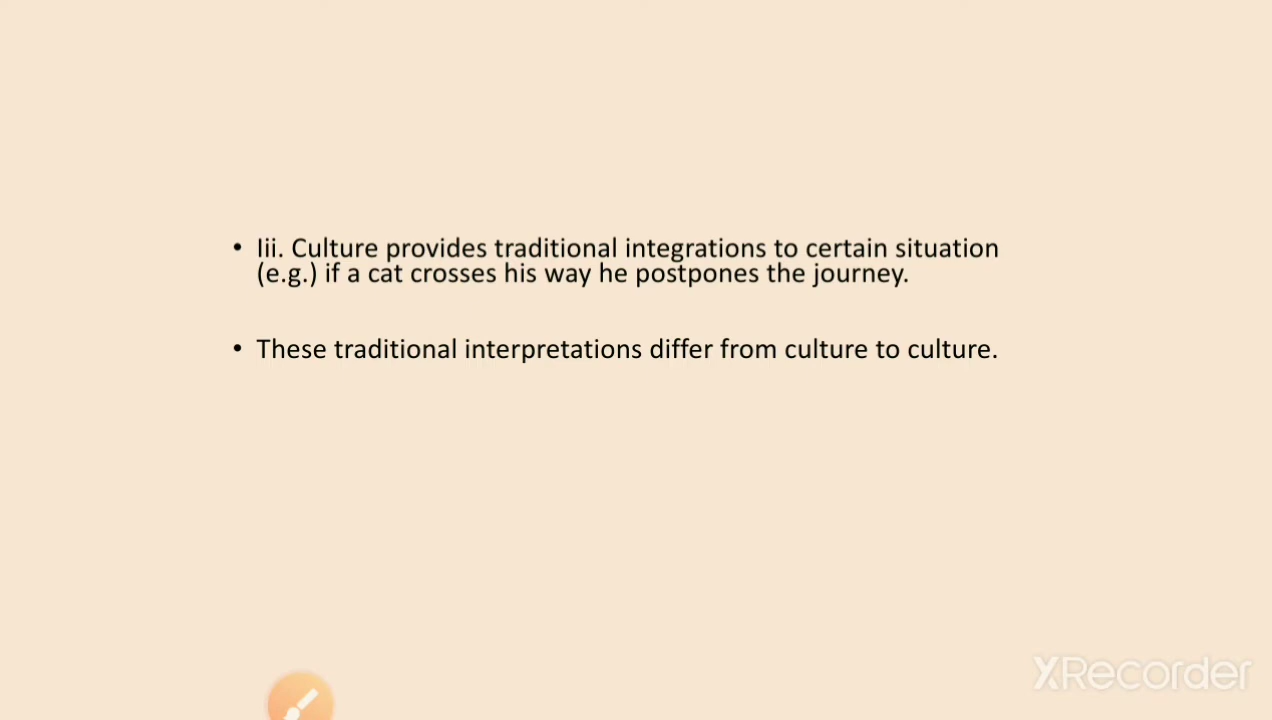 • Iii. Culture provides traditional integrations to certain situation
(e.g.) if a cat crosses his way he postpones the journey.
• These traditional interpretations differ from culture to culture.
XRecorder